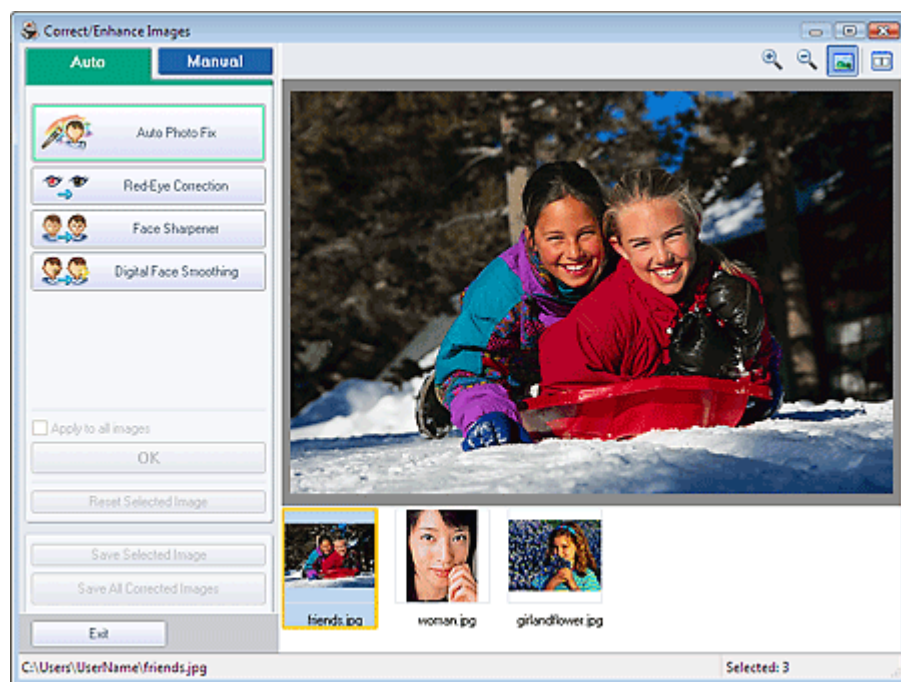 Correct/Enhance Images
Auto
Manual
Auto Photo Fix
Red-Eye Correction
Face Sharpener
Digital Face Smoothing
Apply to all images
OK
Reset Selected Image
Save Selected Image
Save All Corrected Images
Exit
friends.jpg
woman.jpg
girlandflower.jpg
C:\Users\UserName\friends.jpg
Selected: 3